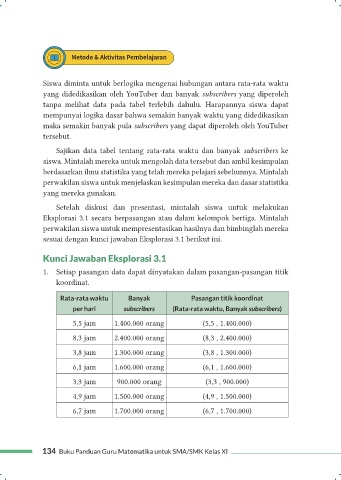 Metode & Aktivitas Pembelajaran
Siswa diminta untuk berlogika mengenai hubungan antara rata-rata waktu
yang didedikasikan oleh YouTuber dan banyak subscribers yang diperoleh
tanpa melihat data pada tabel terlebih dahulu. Harapannya siswa dapat
mempunyai logika dasar bahwa semakin banyak waktu yang didedikasikan
maka semakin banyak pula subscribers yang dapat diperoleh oleh YouTuber
tersebut.
Sajikan data tabel tentang rata-rata waktu dan banyak subscribers ke
siswa. Mintalah mereka untuk mengolah data tersebut dan ambil kesimpulan
berdasarkan ilmu statistika yang telah mereka pelajari sebelumnya. Mintalah
perwakilan siswa untuk menjelaskan kesimpulan mereka dan dasar statistika
yang mereka gunakan.
Setelah diskusi dan presentasi, mintalah siswa untuk melakukan
Eksplorasi 3.1 secara berpasangan atau dalam kelompok bertiga. Mintalah
perwakilan siswa untuk mempresentasikan hasilnya dan bimbinglah mereka
sesuai dengan kunci jawaban Eksplorasi 3.1 berikut ini.
Kunci Jawaban Eksplorasi 3.1
1. Setiap pasangan data dapat dinyatakan dalam pasangan-pasangan titik
koordinat.
Rata-rata waktu per hari Banyak subscribers Pasangan titik koordinat (Rata-rata waktu, Banyak subscribers)
5,5 jam 1.400.000 orang (5,5 , 1.400.000)
8,3 jam 2.400.000 orang (8,3 , 2.400.000)
3,8 jam 1.300.000 orang (3,8 , 1.300.000)
6,1 jam 1.600.000 orang (6,1 , 1.600.000)
3,3 jam 900.000 orang (3,3 , 900.000)
4,9 jam 1.500.000 orang (4,9 , 1.500.000)
6,7 jam 1.700.000 orang (6,7 , 1.700.000)
134 Buku Panduan Guru Matematika untuk SMA/SMK Kelas XI